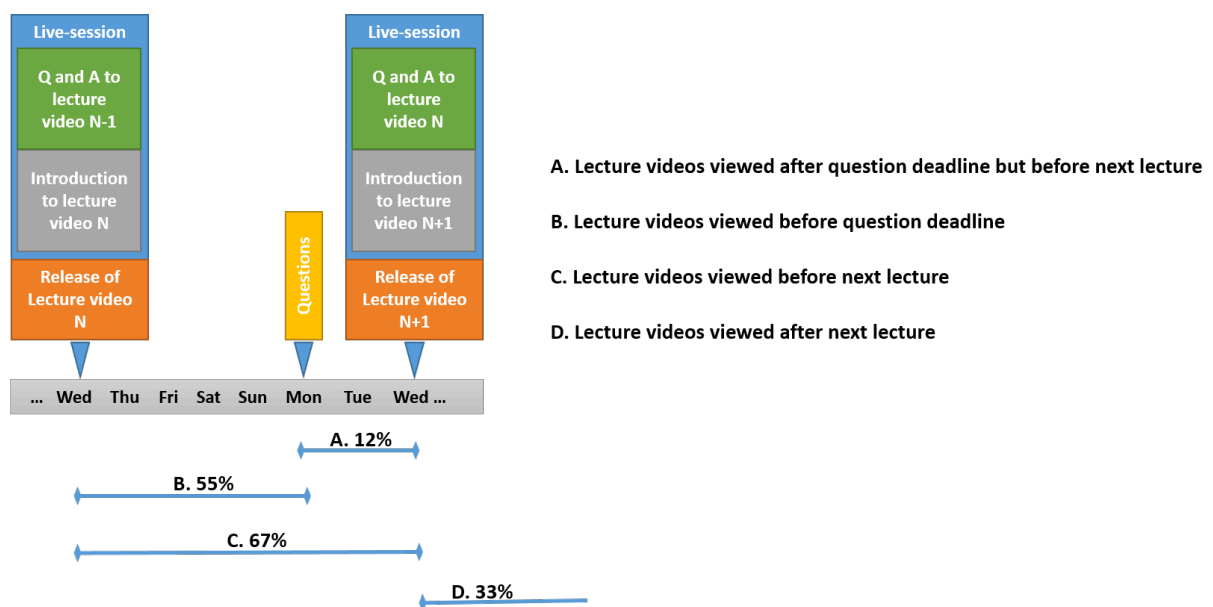 Live-session
Q and A to
lecture
video N-1
Introduction
to lecture
video N
Release of
Lecture video
N
Questions
Live-session
Q and A to
lecture
video N
Introduction
to lecture
video N+1
Release of
Lecture video
N+1
... Wed Thu Fri Sat Sun Mon Tue Wed ...
A. 12%
B. 55%
C. 67%
D. 33%
A. Lecture videos viewed after question deadline but before next lecture
B. Lecture videos viewed before question deadline
C. Lecture videos viewed before next lecture
D. Lecture videos viewed after next lecture